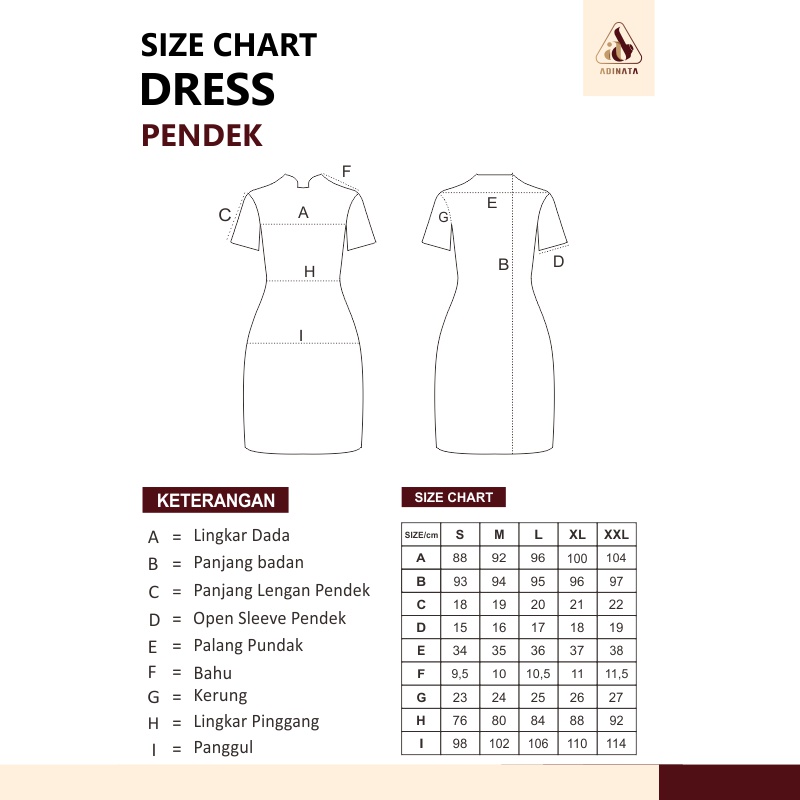 SIZE CHART
DRESS
PENDEK
ADINATA
F
C
A
H
I
E
G
B
D
KETERANGAN
A = Lingkar Dada
B = Panjang badan
C = Panjang Lengan Pendek
D = Open Sleeve Pendek
E = Palang Pundak
F = Bahu
G = Kerung
H = Lingkar Pinggang
I = Panggul
SIZE CHART
SIZE/cm S M L XL XXL
A 88 92 96 100 104
B 93 94 95 96 97
C 18 19 20 21 22
D 15 16 17 18 19
E 34 35 36 37 38
F 9,5 10 10,5 11 11,5
G 23 24 25 26 27
H 76 80 84 88 92
I 98 102 106 110 114